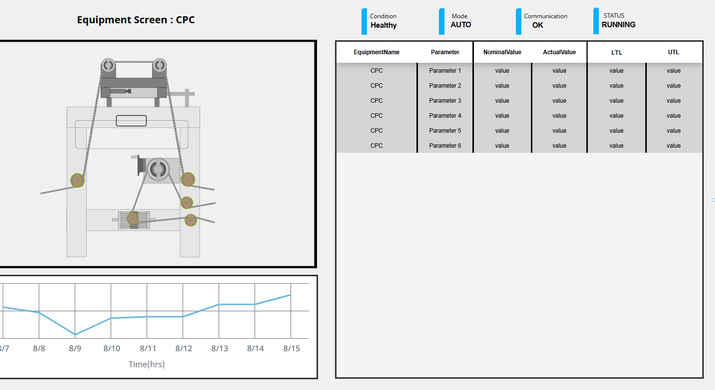 Equipment Screen : CPC
Condition
Healthy
Mode
AUTO
Communication
OK
STATUS
RUNNING
EquipmentName Parameter NominalValue ActualValue LTL UTL
CPC Parameter 1 value value value value
CPC Parameter 2 value value value value
CPC Parameter 3 value value value value
CPC Parameter 4 value value value value
CPC Parameter 5 value value value value
CPC Parameter 6 value value value value
/7 8/8 8/9 8/10 8/11 8/12 8/13 8/14 8/15
Time(hrs)